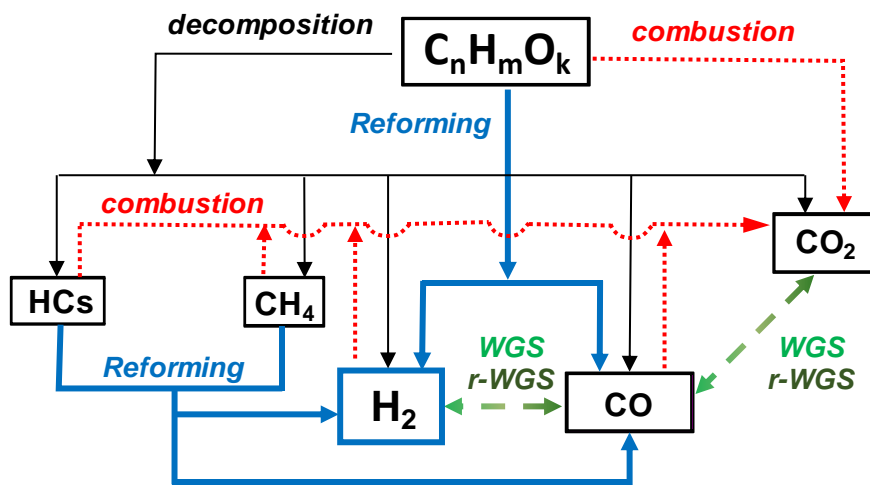 decomposition
CₙHₘOₖ
combustion
Reforming
combustion
CO₂
HCs
CH₄
WGS
r-WGS
WGS
r-WGS
Reforming
H₂
CO